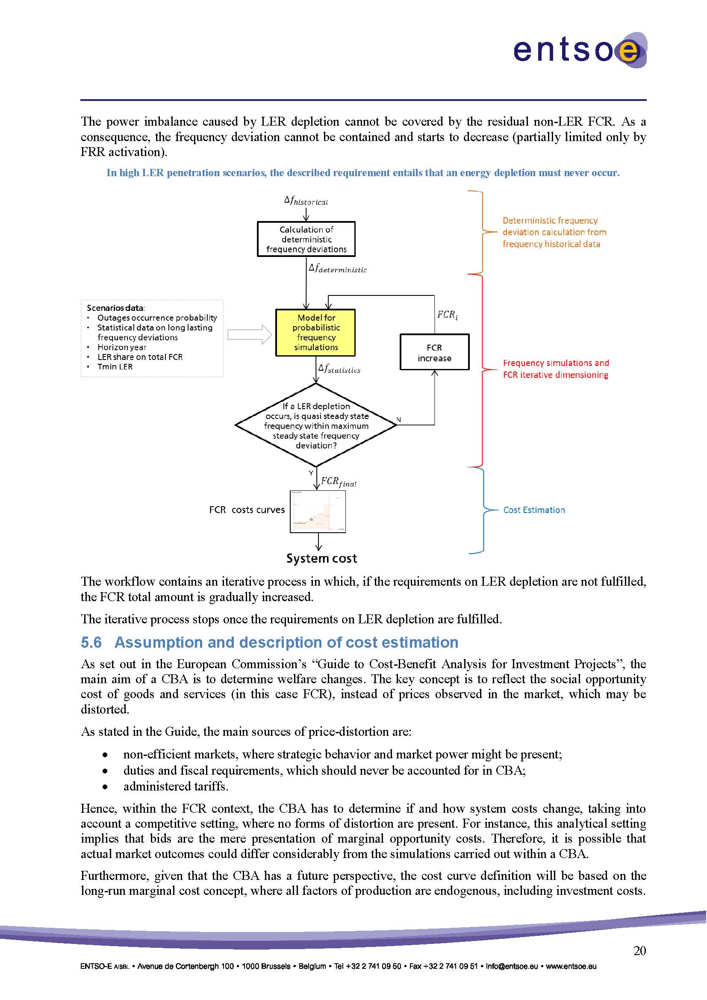 entsoe
The power imbalance caused by LER depletion cannot be covered by the residual non-LER FCR. As a
consequence, the frequency deviation cannot be contained and starts to decrease (partially limited only by
FRR activation).
In high LER penetration scenarios, the described requirement entails that an energy depletion must never occur.
Δf historical
Calculation of
deterministic
frequency deviations
Deterministic frequency
deviation calculation from
frequency historical data
Δf deterministic
Scenarios data:
• Outages occurrence probability
• Statistical data on long lasting
frequency deviations
• Horizon year
• LER share on total FCR
• Tmin LER
Model for
probabilistic
frequency
simulations
FCR i
FCR
increase
Frequency simulations and
FCR iterative dimensioning
Δf statistics
If a LER depletion
occurs, is quasi steady state
frequency within maximum
steady state frequency
deviation?
N
Y
FCR final
FCR costs curves
Cost Estimation
System cost
The workflow contains an iterative process in which, if the requirements on LER depletion are not fulfilled,
the FCR total amount is gradually increased.
The iterative process stops once the requirements on LER depletion are fulfilled.
5.6 Assumption and description of cost estimation
As set out in the European Commission’s “Guide to Cost-Benefit Analysis for Investment Projects”, the
main aim of a CBA is to determine welfare changes. The key concept is to reflect the social opportunity
cost of goods and services (in this case FCR), instead of prices observed in the market, which may be
distorted.
As stated in the Guide, the main sources of price-distortion are:
• non-efficient markets, where strategic behavior and market power might be present;
• duties and fiscal requirements, which should never be accounted for in CBA;
• administered tariffs.
Hence, within the FCR context, the CBA has to determine if and how system costs change, taking into
account a competitive setting, where no forms of distortion are present. For instance, this analytical setting
implies that bids are the mere presentation of marginal opportunity costs. Therefore, it is possible that
actual market outcomes could differ considerably from the simulations carried out within a CBA.
Furthermore, given that the CBA has a future perspective, the cost curve definition will be based on the
long-run marginal cost concept, where all factors of production are endogenous, including investment costs.
20
ENTSO-E AISBL • Avenue de Cortenbergh 100 • 1000 Brussels • Belgium • Tel +32 2 741 09 50 • Fax +32 2 741 09 51 • info@entsoe.eu • www.entsoe.eu